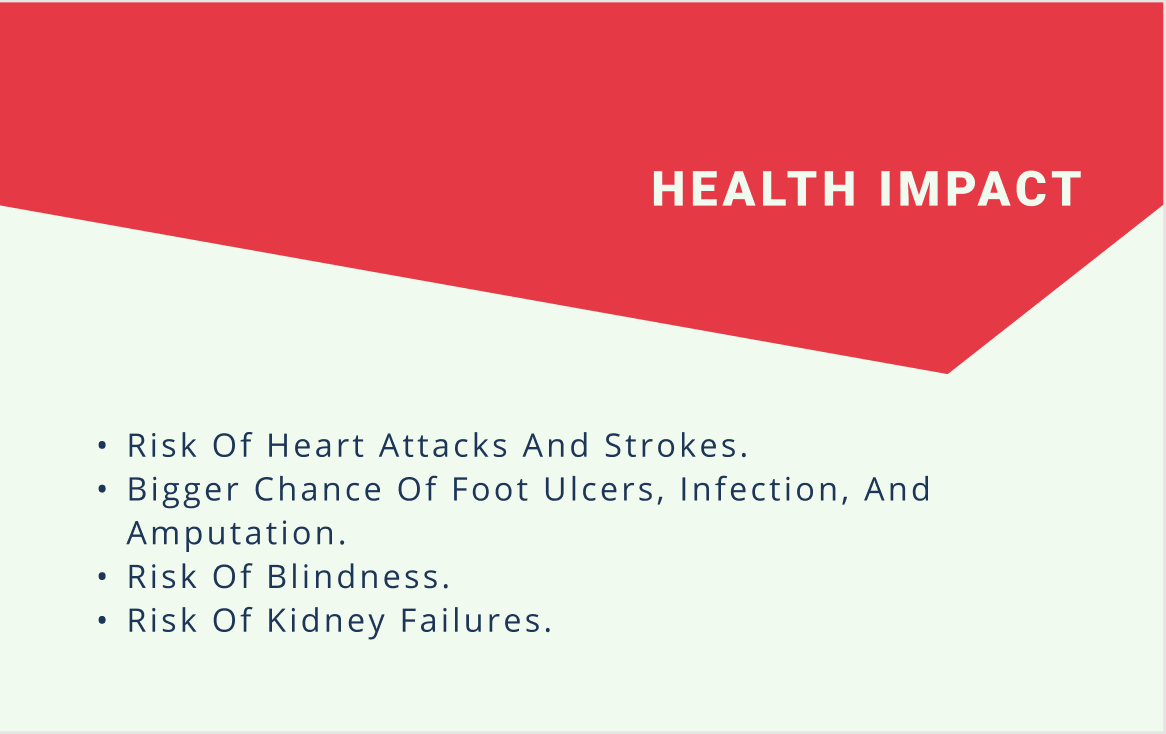 HEALTH IMPACT
• Risk Of Heart Attacks And Strokes.
• Bigger Chance Of Foot Ulcers, Infection, And
Amputation.
• Risk Of Blindness.
• Risk Of Kidney Failures.